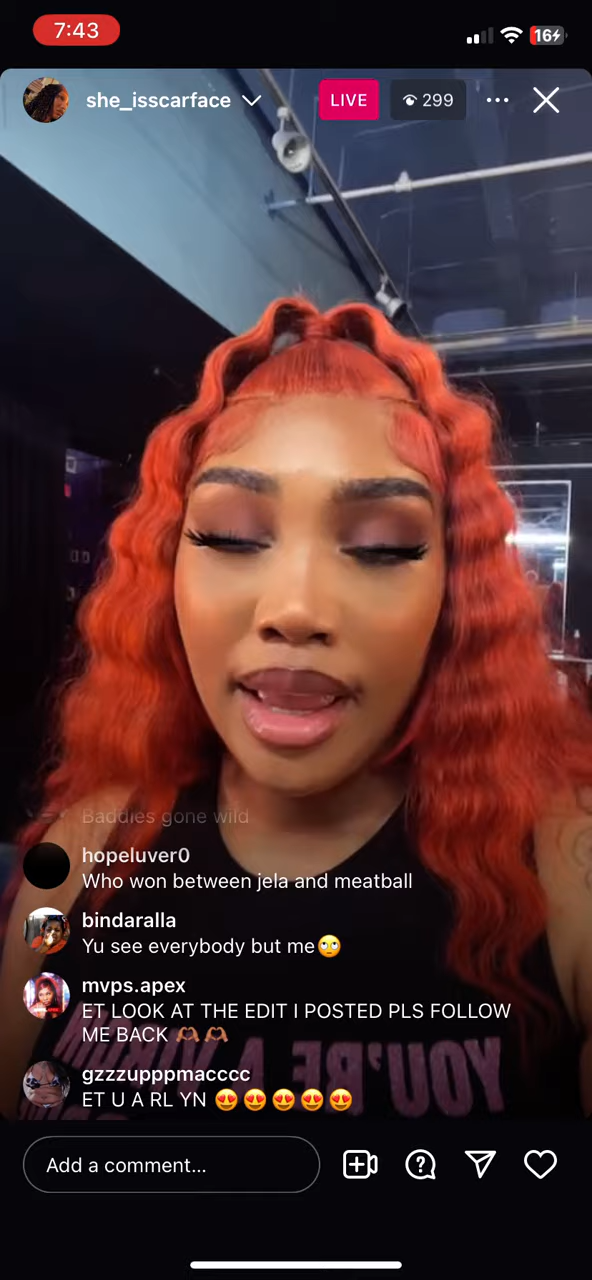 7:43
16
she_isscarface
LIVE
299
Baddies gone wild
hopeluver0
Who won between jela and meatball
bindaralla
Yu see everybody but me🙄
mvps.apex
ET LOOK AT THE EDIT I POSTED PLS FOLLOW
ME BACK 🫶🏾🫶🏾
YOU'RE A
gzzzupppmacccc
ET U A RL YN 😍😍😍😍😍
Add a comment...